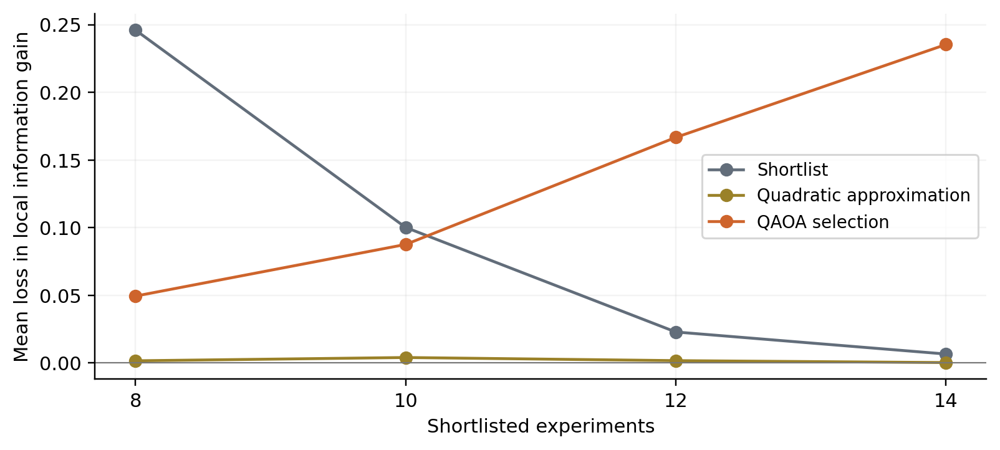 Mean loss in local information gain
0.25
0.20
0.15
0.10
0.05
0.00
Shortlist
Quadratic approximation
QAOA selection
8 10 12 14
Shortlisted experiments